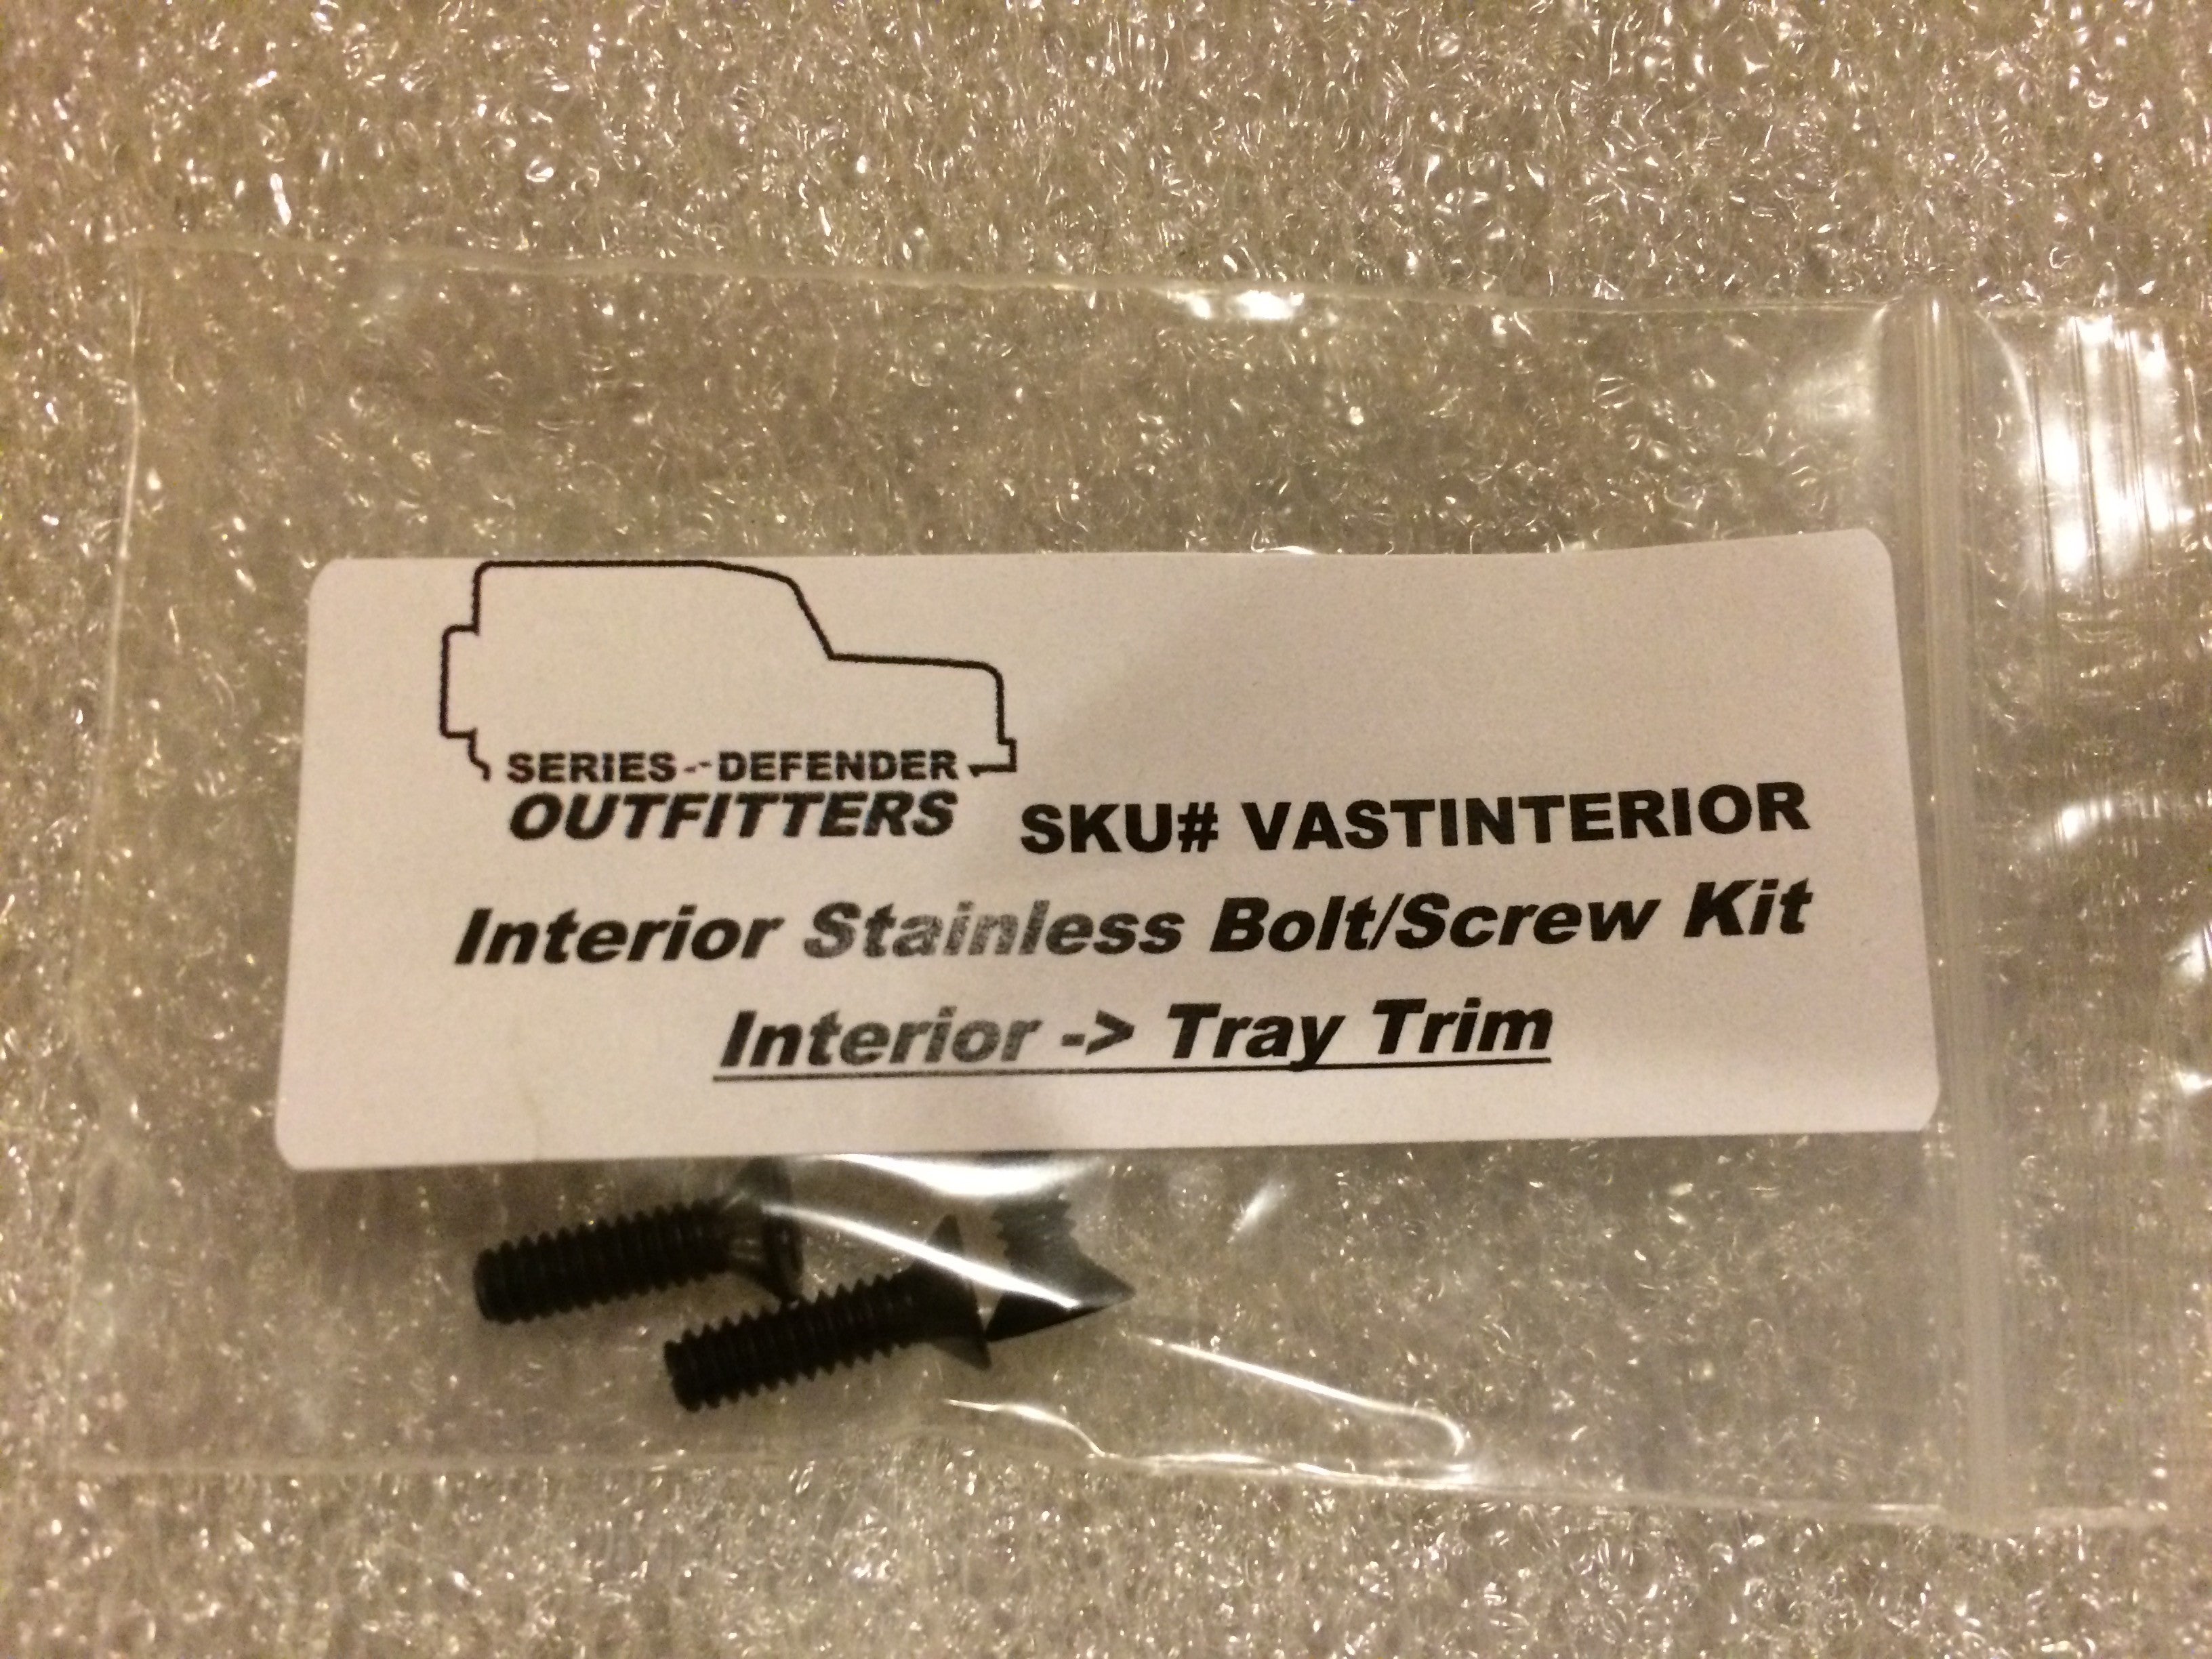 SERIES--DEFENDER
OUTFITTERS
SKU# VASTINTERIOR
Interior Stainless Bolt/Screw Kit
Interior -> Tray Trim